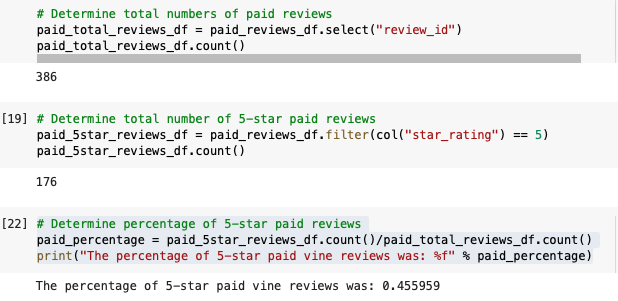 # Determine total numbers of paid reviews
paid_total_reviews_df = paid_reviews_df.select("review_id")
paid_total_reviews_df.count()
386
[19] # Determine total number of 5-star paid reviews
paid_5star_reviews_df = paid_reviews_df.filter(col("star_rating") == 5)
paid_5star_reviews_df.count()
176
[22] # Determine percentage of 5-star paid reviews
paid_percentage = paid_5star_reviews_df.count()/paid_total_reviews_df.count()
print("The percentage of 5-star paid vine reviews was: %f" % paid_percentage)
The percentage of 5-star paid vine reviews was: 0.455959